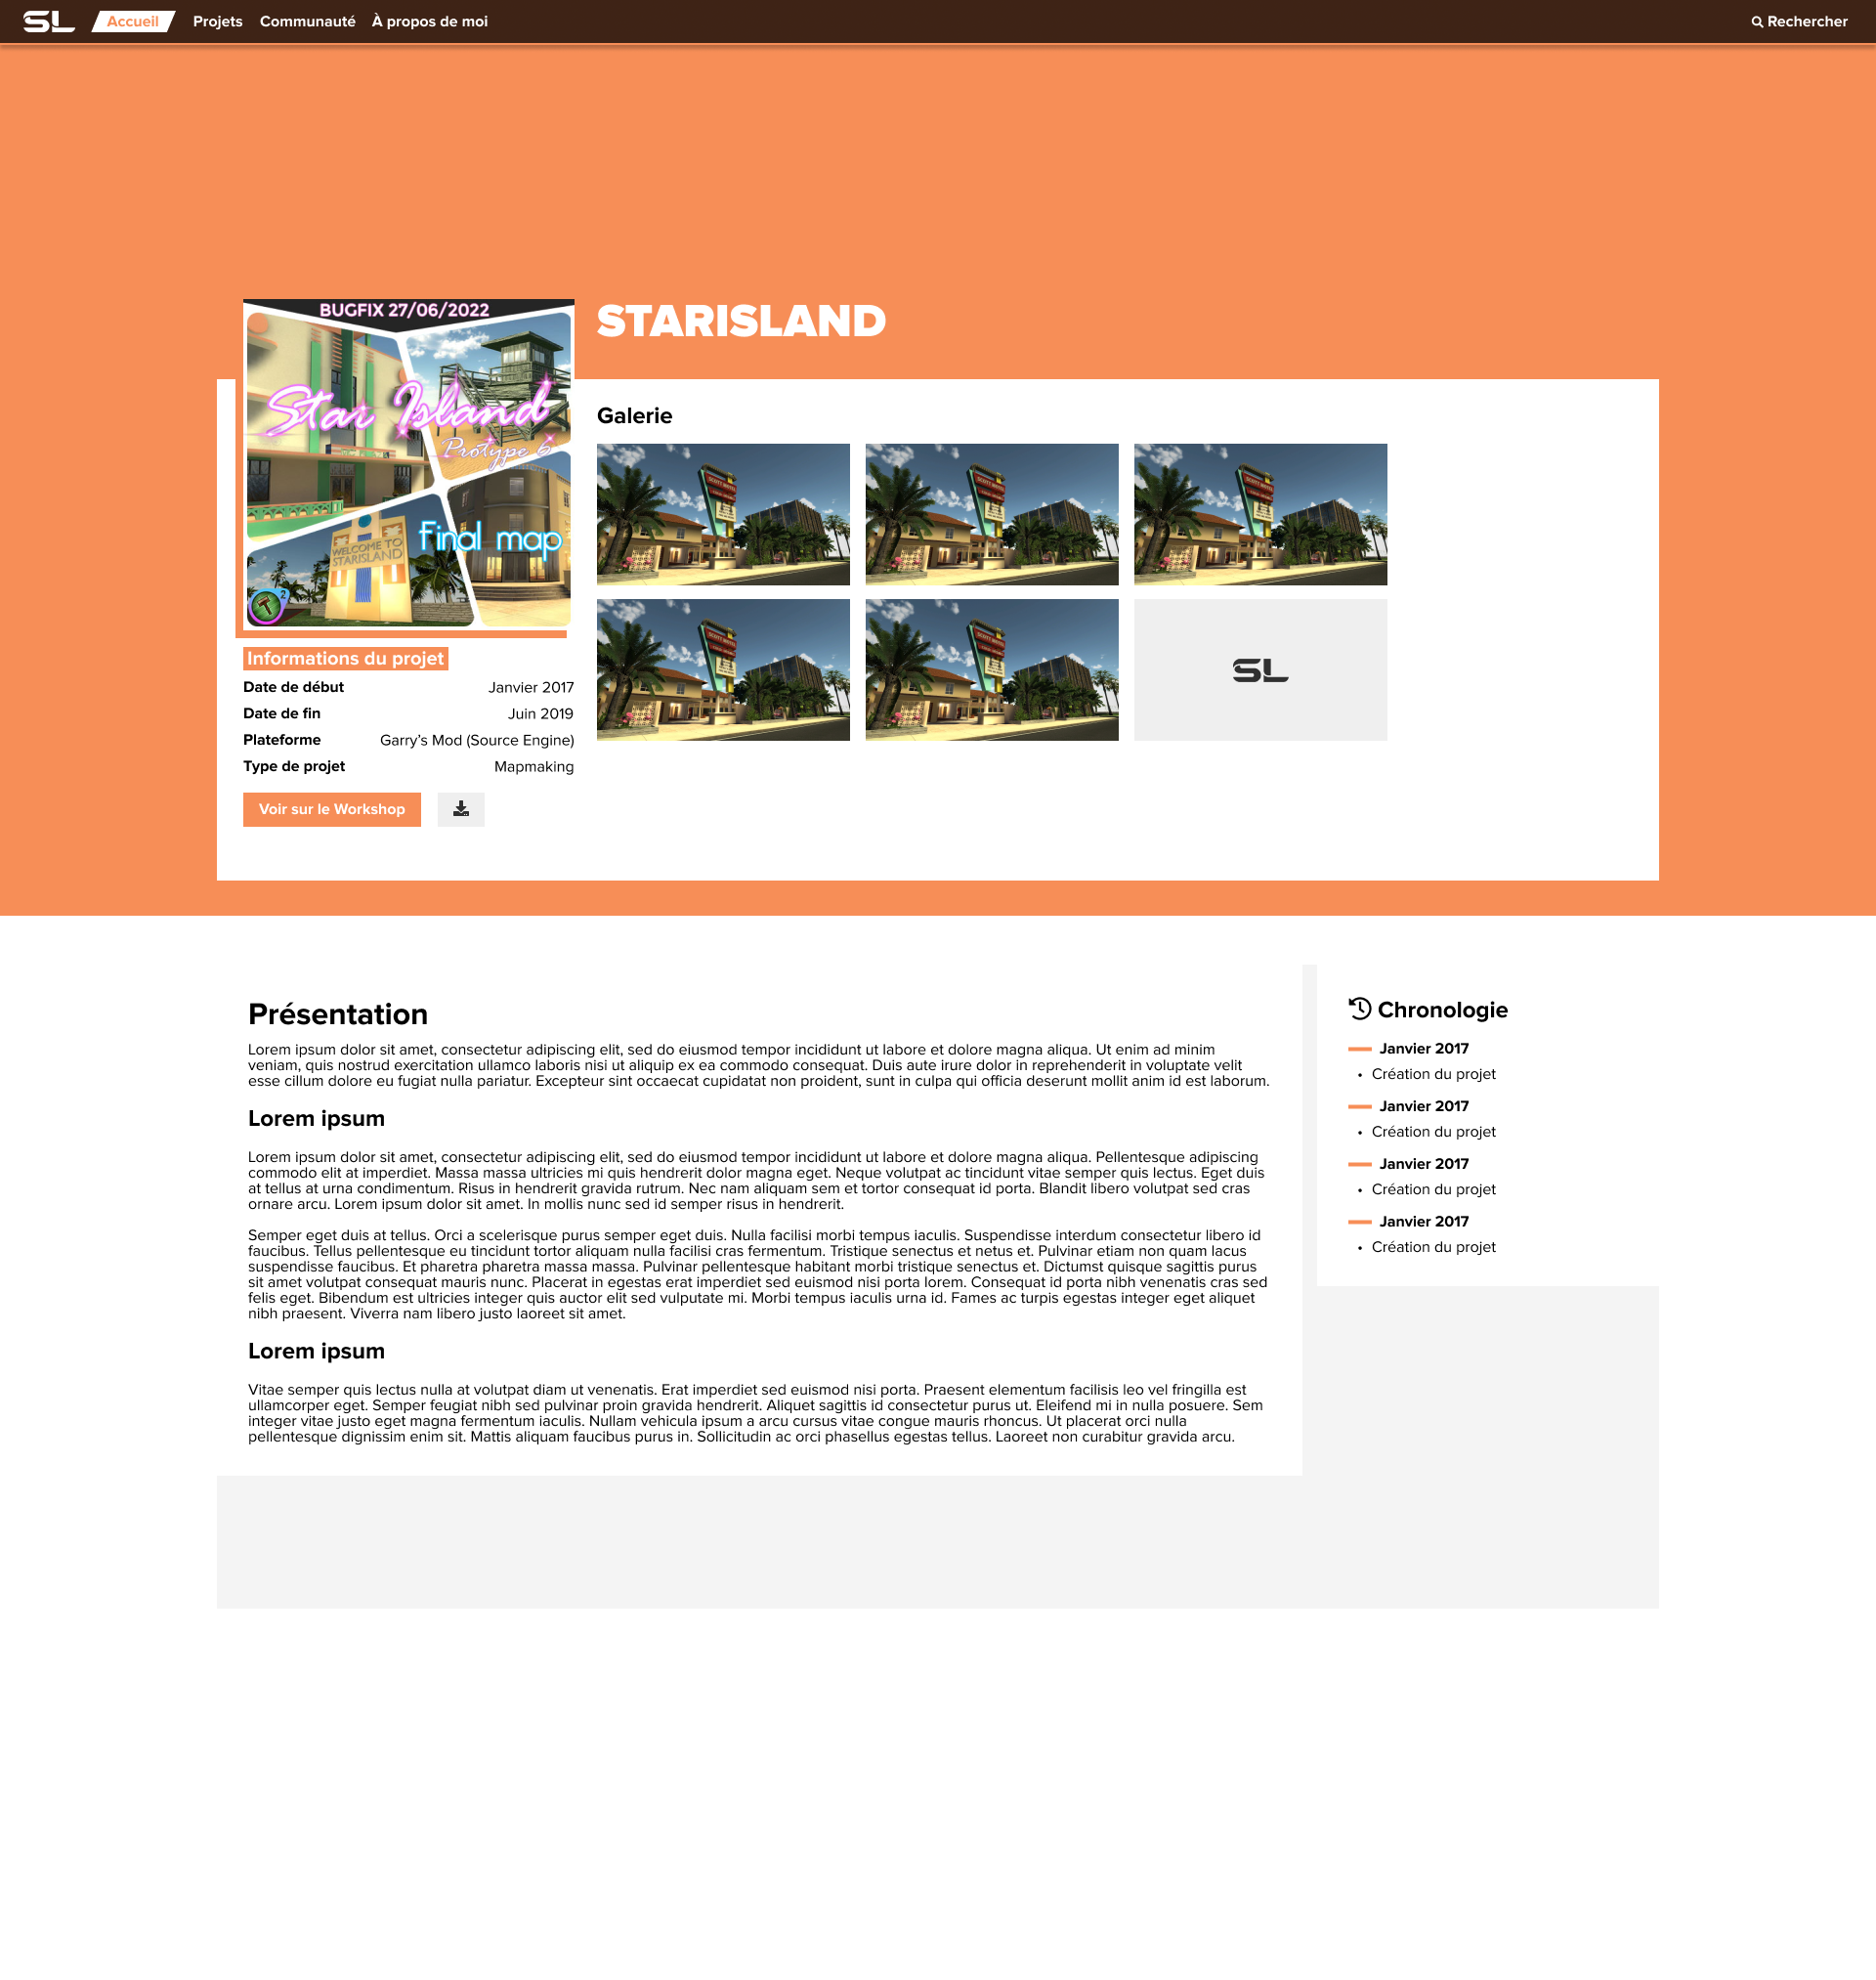 SL
Accueil
Projets
Communauté
À propos de moi
Rechercher
BUGFIX 27/06/2022
Star Island
Protype 6
Final map
WELCOME TO
STARISLAND
2
STARISLAND
Galerie
SCOTT MOTEL
SCOTT MOTEL
SCOTT MOTEL
SCOTT MOTEL
SCOTT MOTEL
SL
Informations du projet
Date de début Janvier 2017
Date de fin Juin 2019
Plateforme Garry’s Mod (Source Engine)
Type de projet Mapmaking
Voir sur le Workshop
Présentation
Lorem ipsum dolor sit amet, consectetur adipiscing elit, sed do eiusmod tempor incididunt ut labore et dolore magna aliqua. Ut enim ad minim
veniam, quis nostrud exercitation ullamco laboris nisi ut aliquip ex ea commodo consequat. Duis aute irure dolor in reprehenderit in voluptate velit
esse cillum dolore eu fugiat nulla pariatur. Excepteur sint occaecat cupidatat non proident, sunt in culpa qui officia deserunt mollit anim id est laborum.
Lorem ipsum
Lorem ipsum dolor sit amet, consectetur adipiscing elit, sed do eiusmod tempor incididunt ut labore et dolore magna aliqua. Pellentesque adipiscing
commodo elit at imperdiet. Massa massa ultricies mi quis hendrerit dolor magna eget. Neque volutpat ac tincidunt vitae semper quis lectus. Eget duis
at tellus at urna condimentum. Risus in hendrerit gravida rutrum. Nec nam aliquam sem et tortor consequat id porta. Blandit libero volutpat sed cras
ornare arcu. Lorem ipsum dolor sit amet. In mollis nunc sed id semper risus in hendrerit.
Semper eget duis at tellus. Orci a scelerisque purus semper eget duis. Nulla facilisi morbi tempus iaculis. Suspendisse interdum consectetur libero id
faucibus. Tellus pellentesque eu tincidunt tortor aliquam nulla facilisi cras fermentum. Tristique senectus et netus et. Pulvinar etiam non quam lacus
suspendisse faucibus. Et pharetra pharetra massa massa. Pulvinar pellentesque habitant morbi tristique senectus et. Dictumst quisque sagittis purus
sit amet volutpat consequat mauris nunc. Placerat in egestas erat imperdiet sed euismod nisi porta lorem. Consequat id porta nibh venenatis cras sed
felis eget. Bibendum est ultricies integer quis auctor elit sed vulputate mi. Morbi tempus iaculis urna id. Fames ac turpis egestas integer eget aliquet
nibh praesent. Viverra nam libero justo laoreet sit amet.
Lorem ipsum
Vitae semper quis lectus nulla at volutpat diam ut venenatis. Erat imperdiet sed euismod nisi porta. Praesent elementum facilisis leo vel fringilla est
ullamcorper eget. Semper feugiat nibh sed pulvinar proin gravida hendrerit. Aliquet sagittis id consectetur purus ut. Eleifend mi in nulla posuere. Sem
integer vitae justo eget magna fermentum iaculis. Nullam vehicula ipsum a arcu cursus vitae congue mauris rhoncus. Ut placerat orci nulla
pellentesque dignissim enim sit. Mattis aliquam faucibus purus in. Sollicitudin ac orci phasellus egestas tellus. Laoreet non curabitur gravida arcu.
Chronologie
Janvier 2017
• Création du projet
Janvier 2017
• Création du projet
Janvier 2017
• Création du projet
Janvier 2017
• Création du projet